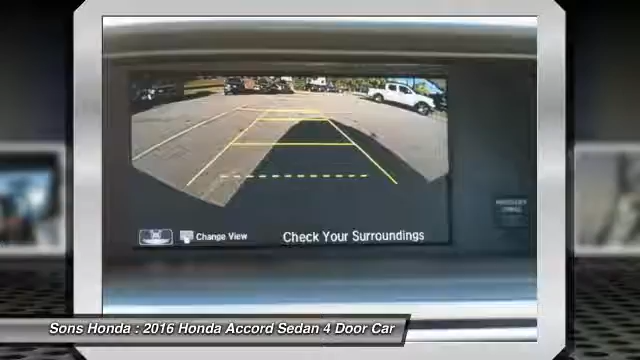 Change View
Check Your Surroundings
Sons Honda : 2016 Honda Accord Sedan 4 Door Car